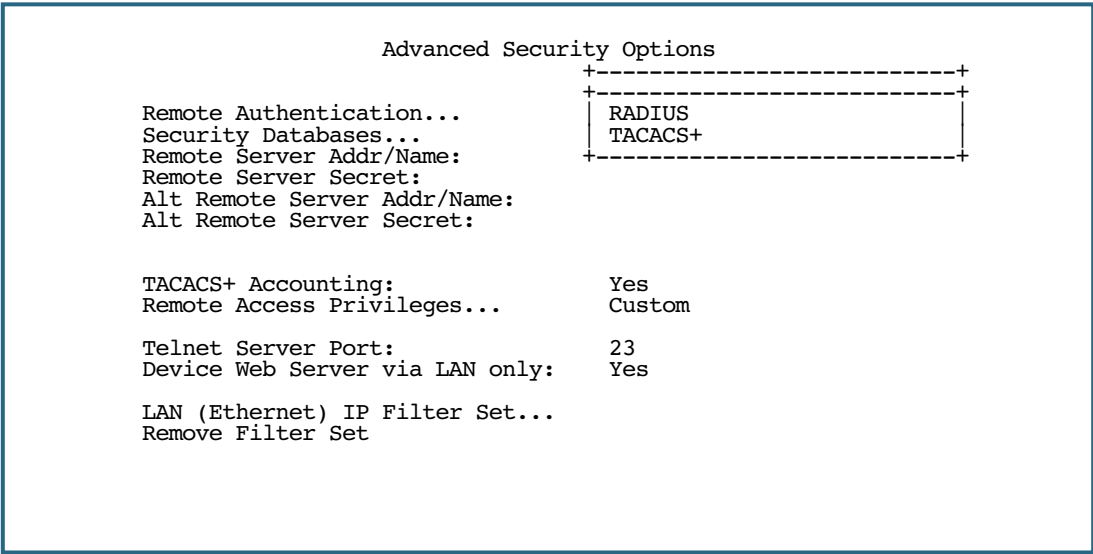 Advanced Security Options
+---------------------------+
+---------------------------+
Remote Authentication... | RADIUS |
Security Databases... | TACACS+ |
Remote Server Addr/Name: +---------------------------+
Remote Server Secret:
Alt Remote Server Addr/Name:
Alt Remote Server Secret:
TACACS+ Accounting: Yes
Remote Access Privileges... Custom
Telnet Server Port: 23
Device Web Server via LAN only: Yes
LAN (Ethernet) IP Filter Set...
Remove Filter Set